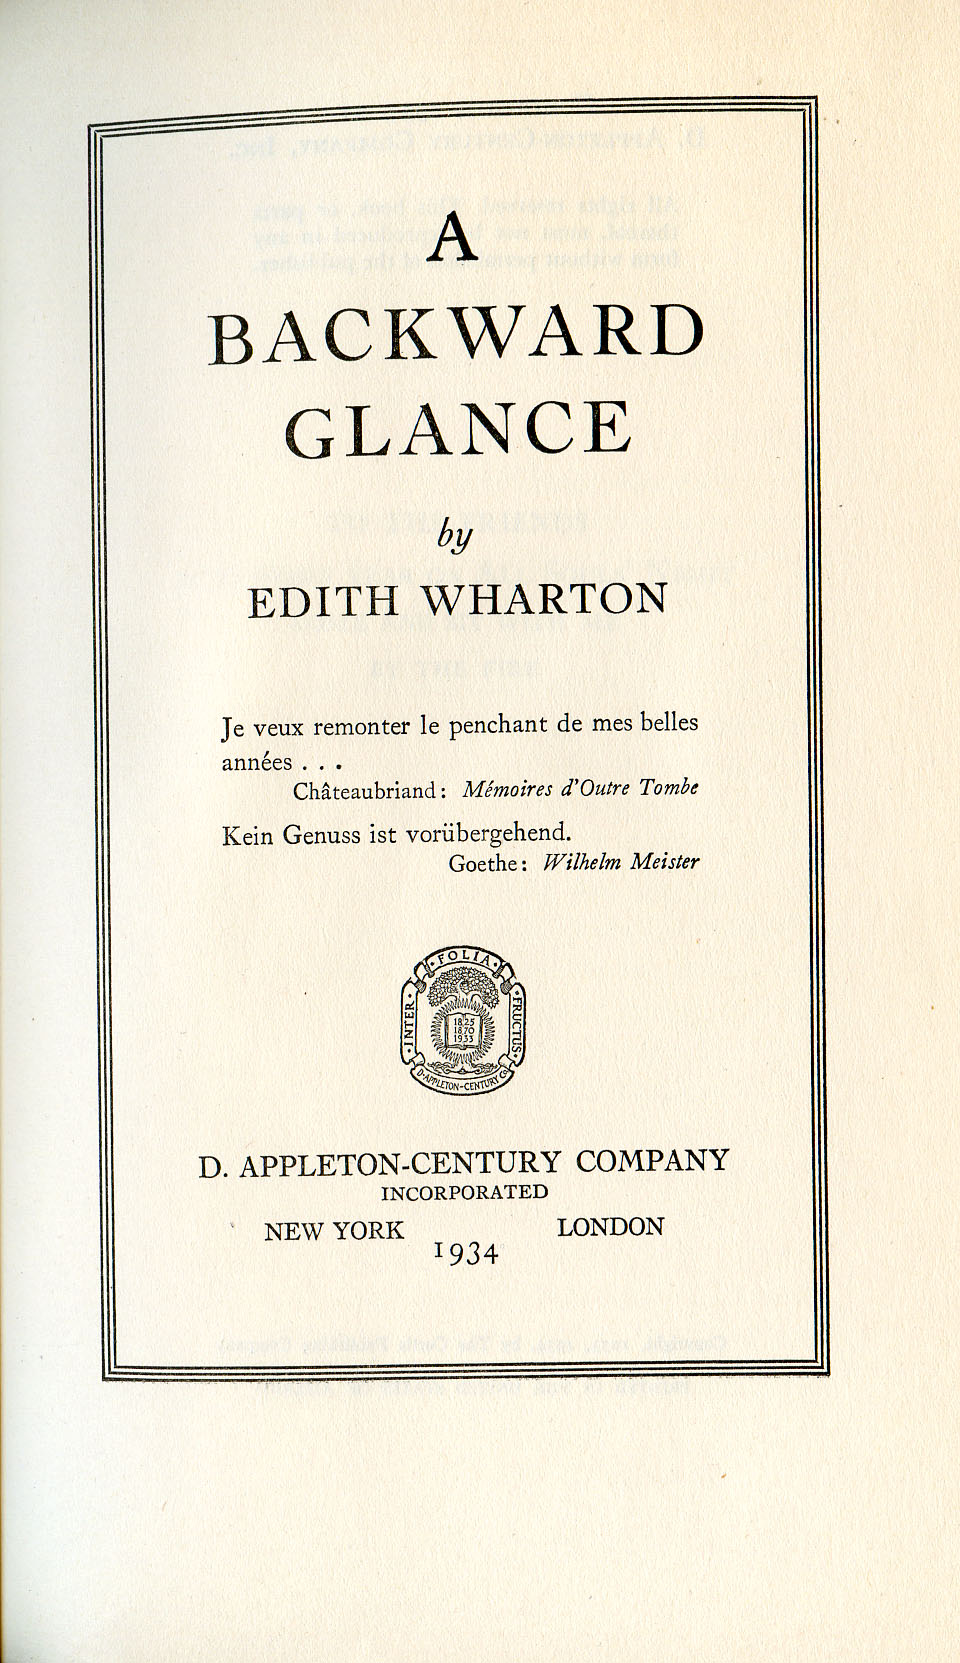 A
BACKWARD
GLANCE
by
EDITH WHARTON
Je veux remonter le penchant de mes belles
années . . .
Châteaubriand: Mémoires d'Outre Tombe
Kein Genuss ist vorübergehend.
Goethe: Wilhelm Meister
·FOLIA·
·INTER·
·FRUCTUS·
1825
1870
1933
D·APPLETON-CENTURY Co
D. APPLETON-CENTURY COMPANY
INCORPORATED
NEW YORK LONDON
1934